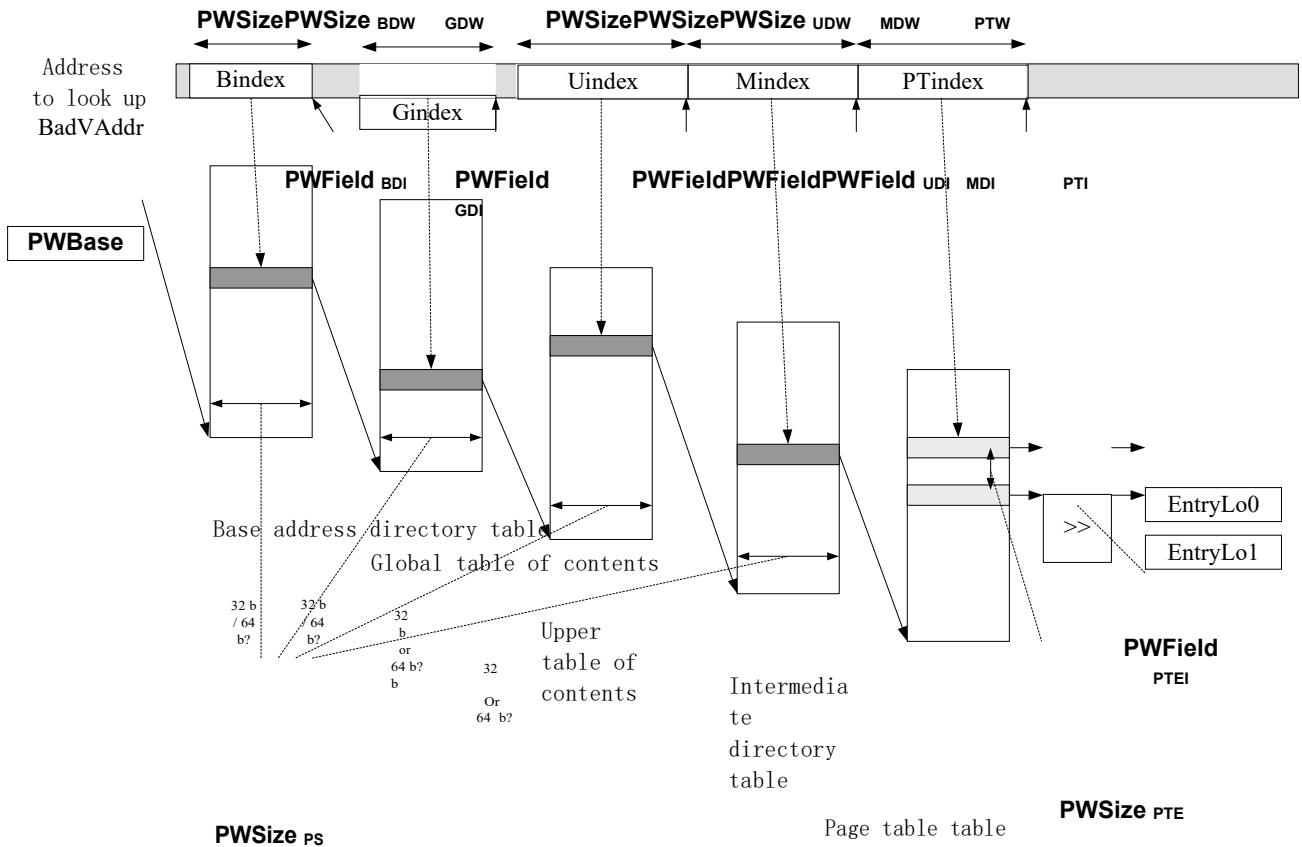 PWSizePWSize BDW GDW PWSizePWSizePWSize UDW MDW PTW
Address
to look up
BadVAddr
Bindex
Gindex
Uindex
Mindex
PTindex
PWField BDI PWField
GDI
PWFieldPWFieldPWField UDI MDI PTI
PWBase
Base address directory table
Global table of contents
EntryLo0
>>
EntryLo1
32 b
/ 64
b?
32 b
/ 64
b?
32
b
or
64 b?
b
32
Or
64 b?
Upper
table of
contents
PWField
PTEI
Intermedia
te
directory
table
PWSize PTE
Page table table
PWSize PS